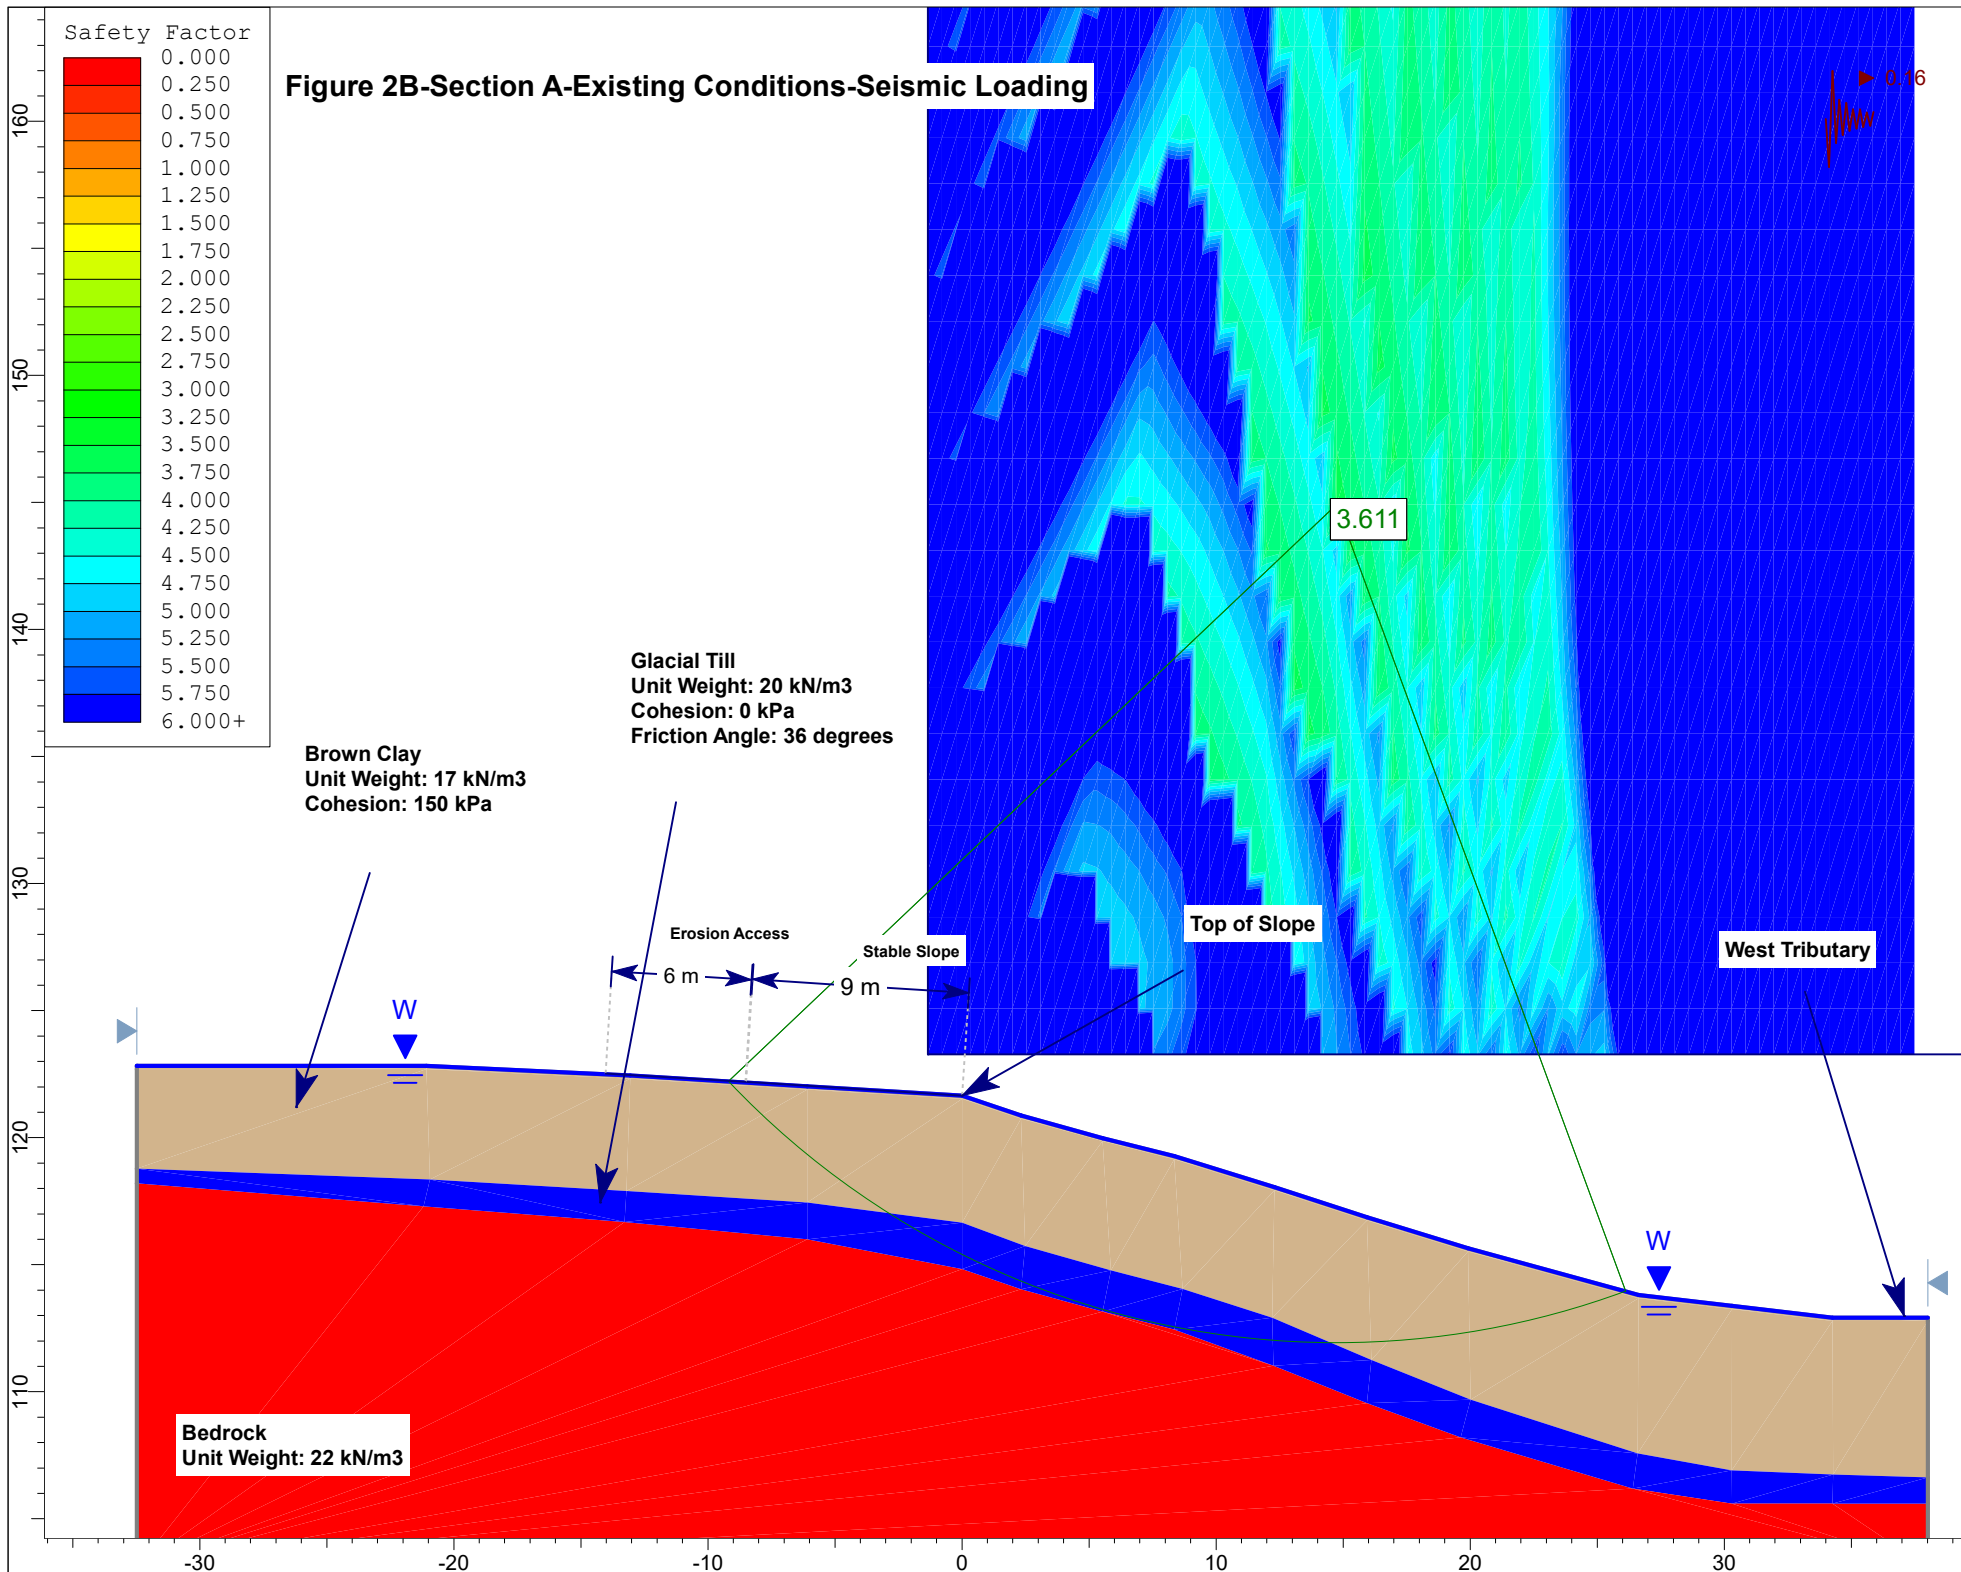 Safety Factor
0.000
0.250
0.500
0.750
1.000
1.250
1.500
1.750
2.000
2.250
2.500
2.750
3.000
3.250
3.500
3.750
4.000
4.250
4.500
4.750
5.000
5.250
5.500
5.750
6.000+
Figure 2B-Section A-Existing Conditions-Seismic Loading
0.16
3.611
Glacial Till
Unit Weight: 20 kN/m3
Cohesion: 0 kPa
Friction Angle: 36 degrees
Brown Clay
Unit Weight: 17 kN/m3
Cohesion: 150 kPa
Erosion Access
6 m
Stable Slope
9 m
Top of Slope
West Tributary
W
W
Bedrock
Unit Weight: 22 kN/m3
160
150
140
130
120
110
-30
-20
-10
0
10
20
30